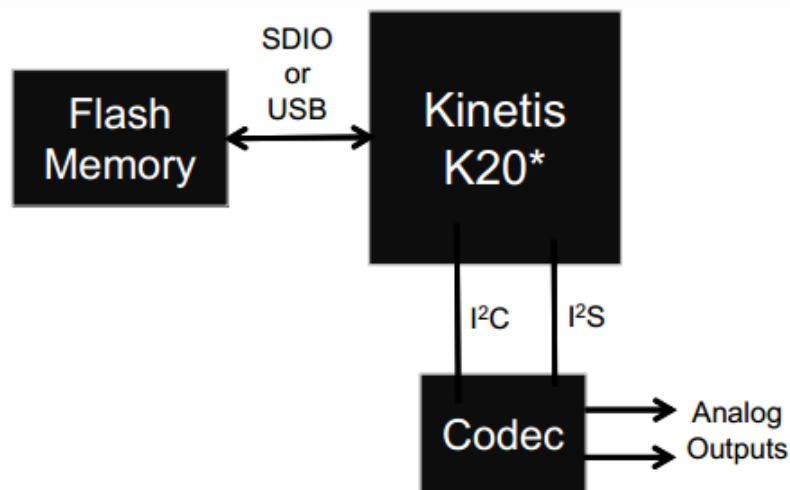 SDIO
or
USB
Flash
Memory
Kinetis
K20*
I²C
I²S
Codec
Analog
Outputs